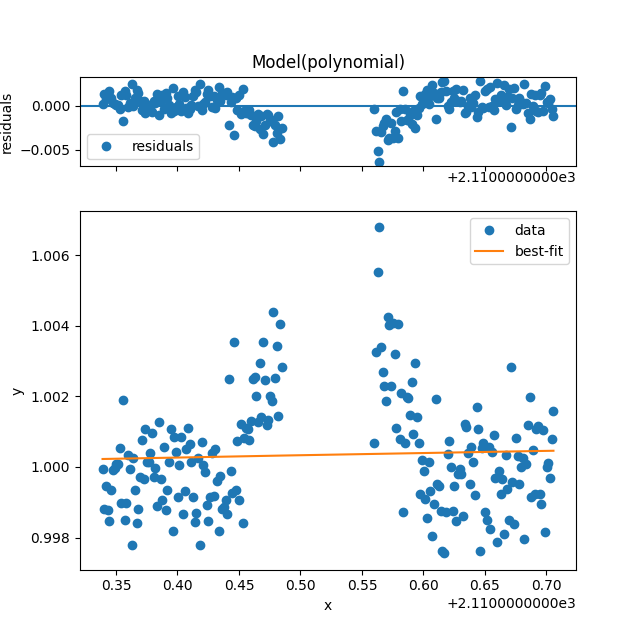 Model(polynomial)
residuals
0.000
−0.005
residuals
+2.1100000000e3
y
1.006
1.004
1.002
1.000
0.998
data
best-fit
0.35 0.40 0.45 0.50 0.55 0.60 0.65 0.70
x
+2.1100000000e3